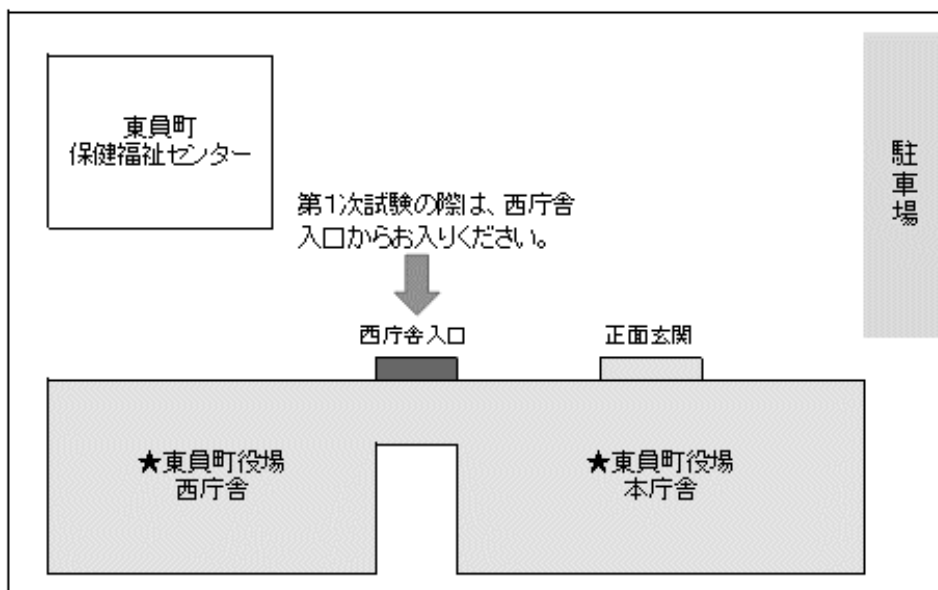 東員町
保健福祉センター
駐車場
第1次試験の際は、西庁舎
入口からお入りください。
西庁舎入口
正面玄関
★東員町役場
西庁舎
★東員町役場
本庁舎